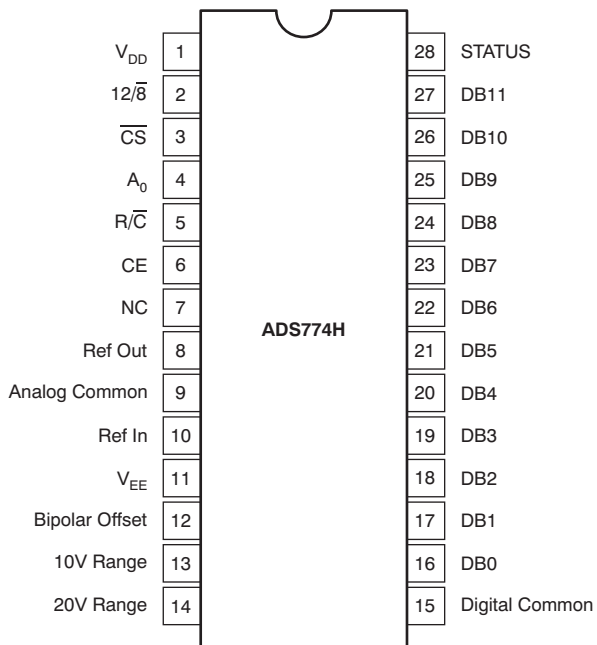 V_DD 1
12/8̅ 2
C̅S̅ 3
A_0 4
R/C̅ 5
CE 6
NC 7
Ref Out 8
Analog Common 9
Ref In 10
V_EE 11
Bipolar Offset 12
10V Range 13
20V Range 14
ADS774H
28 STATUS
27 DB11
26 DB10
25 DB9
24 DB8
23 DB7
22 DB6
21 DB5
20 DB4
19 DB3
18 DB2
17 DB1
16 DB0
15 Digital Common